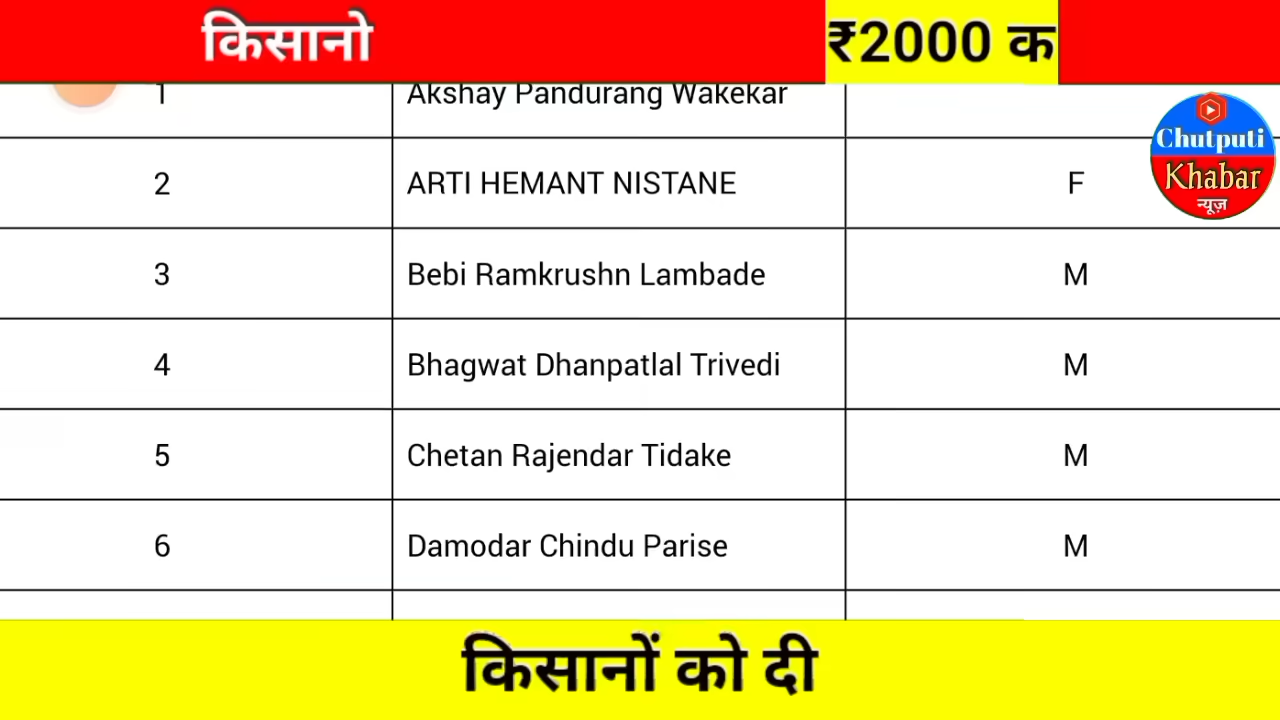 किसानो ₹2000 क
1 Akshay Pandurang Wakekar
2 ARTI HEMANT NISTANE F
3 Bebi Ramkrushn Lambade M
4 Bhagwat Dhanpatlal Trivedi M
5 Chetan Rajendar Tidake M
6 Damodar Chindu Parise M
Chutputi
Khabar
न्यूज़
किसानों को दी